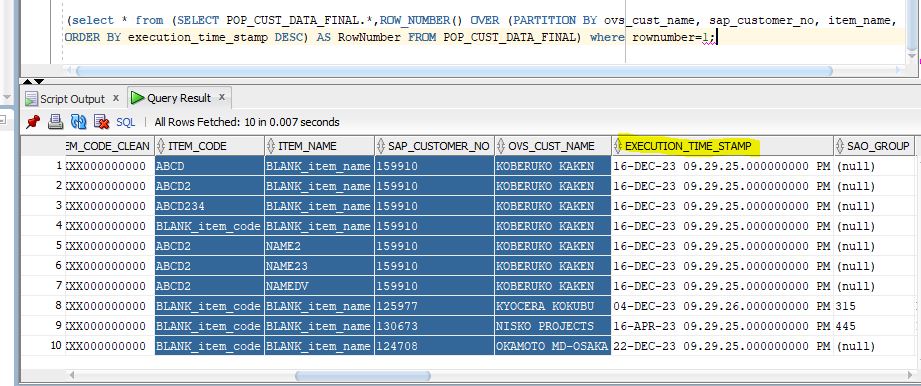 (select * from (SELECT POP_CUST_DATA_FINAL.*,ROW_NUMBER() OVER (PARTITION BY ovs_cust_name, sap_customer_no, item_name,
ORDER BY execution_time_stamp DESC) AS RowNumber FROM POP_CUST_DATA_FINAL) where rownumber=1;
Script Output x Query Result x
SQL | All Rows Fetched: 10 in 0.007 seconds
EM_CODE_CLEAN ITEM_CODE ITEM_NAME SAP_CUSTOMER_NO OVS_CUST_NAME EXECUTION_TIME_STAMP SAO_GROUP
1 XXX000000000 ABCD BLANK_item_name 159910 KOBERUKO KAKEN 16-DEC-23 09.29.25.000000000 PM (null)
2 XXX000000000 ABCD2 BLANK_item_name 159910 KOBERUKO KAKEN 16-DEC-23 09.29.25.000000000 PM (null)
3 XXX000000000 ABCD234 BLANK_item_name 159910 KOBERUKO KAKEN 16-DEC-23 09.29.25.000000000 PM (null)
4 XXX000000000 BLANK_item_code BLANK_item_name 159910 KOBERUKO KAKEN 16-DEC-23 09.29.25.000000000 PM (null)
5 XXX000000000 ABCD2 NAME2 159910 KOBERUKO KAKEN 16-DEC-23 09.29.25.000000000 PM (null)
6 XXX000000000 ABCD2 NAME23 159910 KOBERUKO KAKEN 16-DEC-23 09.29.25.000000000 PM (null)
7 XXX000000000 ABCD2 NAMEDV 159910 KOBERUKO KAKEN 16-DEC-23 09.29.25.000000000 PM (null)
8 XXX000000000 BLANK_item_code BLANK_item_name 125977 KYOCERA KOKUBU 04-DEC-23 09.29.26.000000000 PM 315
9 XXX000000000 BLANK_item_code BLANK_item_name 130673 NISKO PROJECTS 16-APR-23 09.29.25.000000000 PM 445
10 XXX000000000 BLANK_item_code BLANK_item_name 124708 OKAMOTO MD-OSAKA 22-DEC-23 09.29.25.000000000 PM (null)